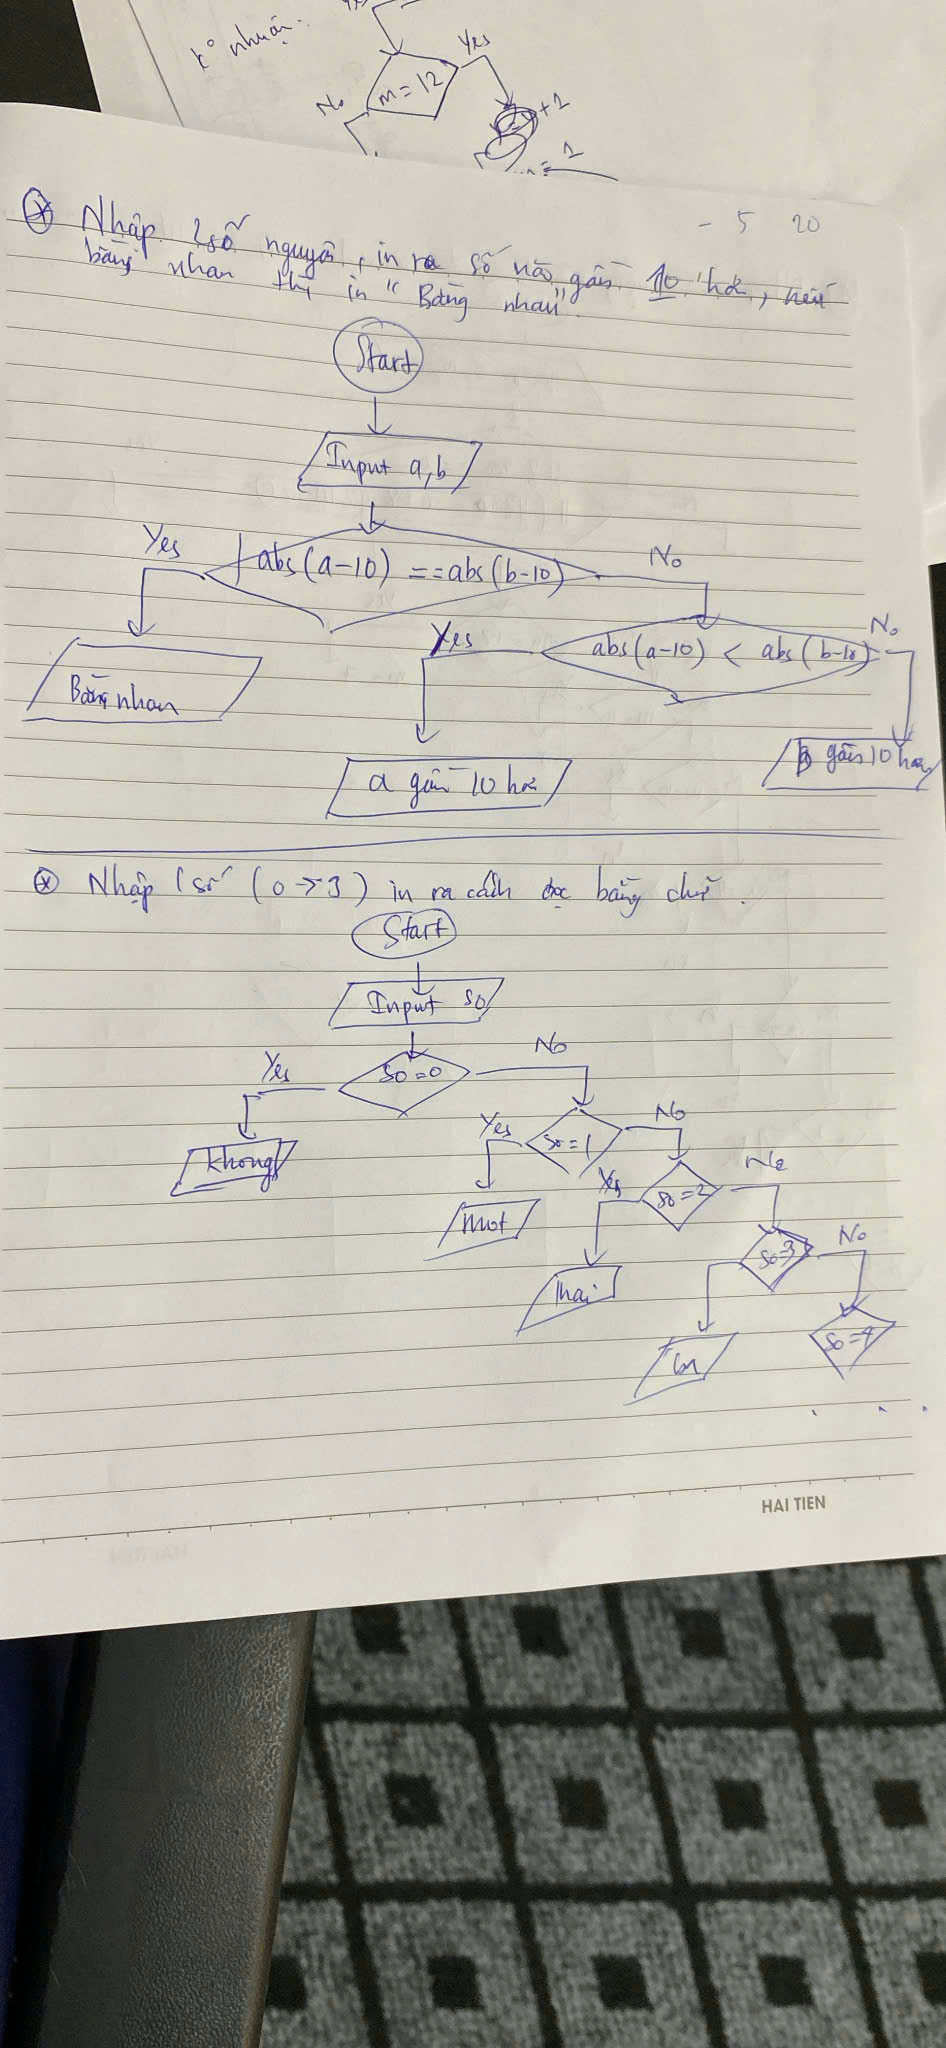 Yes
k° nhuận.
Yes
m = 12
No
+1
= 1
- 5 20
Nhập 2 số nguyên, in ra số nào gần 10 hơn, nếu
bằng nhau thì in "Bằng nhau"
Start
Input a,b
Yes
abs(a-10) == abs(b-10)
No
Yes
abs(a-10) < abs(b-10)
No
Bằng nhau
a gần 10 hơn
b gần 10 hơn
Nhập 1 số (0 → 3) in ra cách đọc bằng chữ.
Start
Input so
Yes
so = 0
No
Khong
Yes
so = 1
No
Mot
Yes
so = 2
No
Hai
so=3
No
ba
so = 4
. . .
HAI TIEN